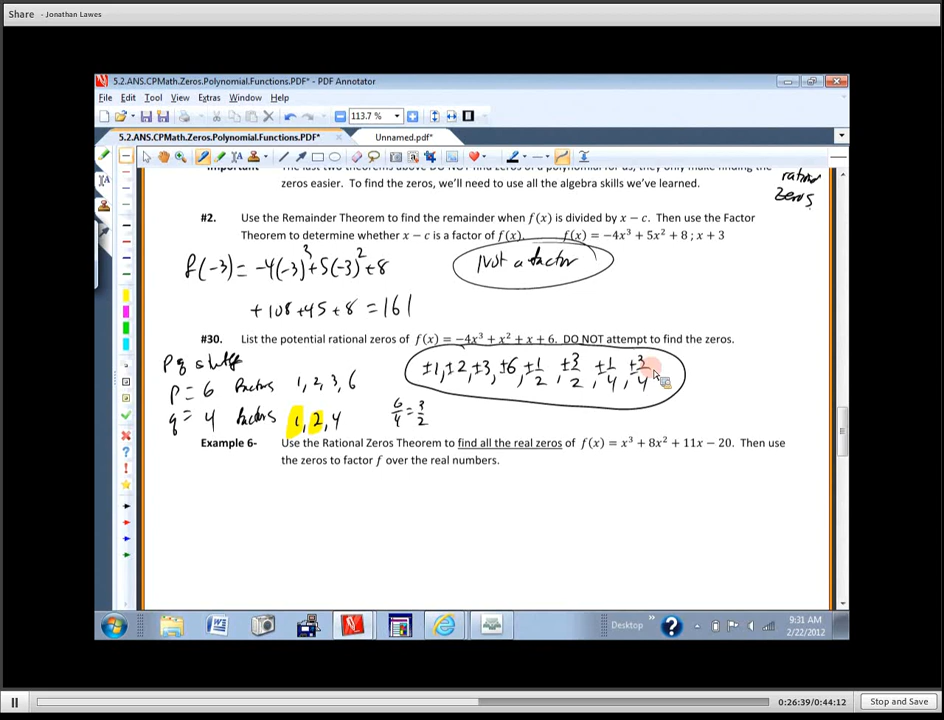 Share - Jonathan Lawes
5.2.ANS.CPMath.Zeros.Polynomial.Functions.PDF* - PDF Annotator
File Edit Tool View Extras Window Help
113.7 %
5.2.ANS.CPMath.Zeros.Polynomial.Functions.PDF* Unnamed.pdf*
zeros easier. To find the zeros, we'll need to use all the algebra skills we've learned.
zeros
#2. Use the Remainder Theorem to find the remainder when f(x) is divided by x − c. Then use the Factor
Theorem to determine whether x − c is a factor of f(x). f(x) = −4x³ + 5x² + 8 ; x + 3
f(-3) = -4(-3)³ + 5(-3)² + 8 Not a factor
+108 + 45 + 8 = 161
#30. List the potential rational zeros of f(x) = −4x³ + x² + x + 6. DO NOT attempt to find the zeros.
Pq stuff ±1, ±2, ±3, ±6, ±1/2, ±3/2, ±1/4, ±3/4
P = 6 Factors 1, 2, 3, 6
q = 4 Factors 1, 2, 4 6/4 = 3/2
Example 6- Use the Rational Zeros Theorem to find all the real zeros of f(x) = x³ + 8x² + 11x − 20. Then use
the zeros to factor f over the real numbers.
Desktop
9:31 AM
2/22/2012
0:26:39/0:44:12 Stop and Save